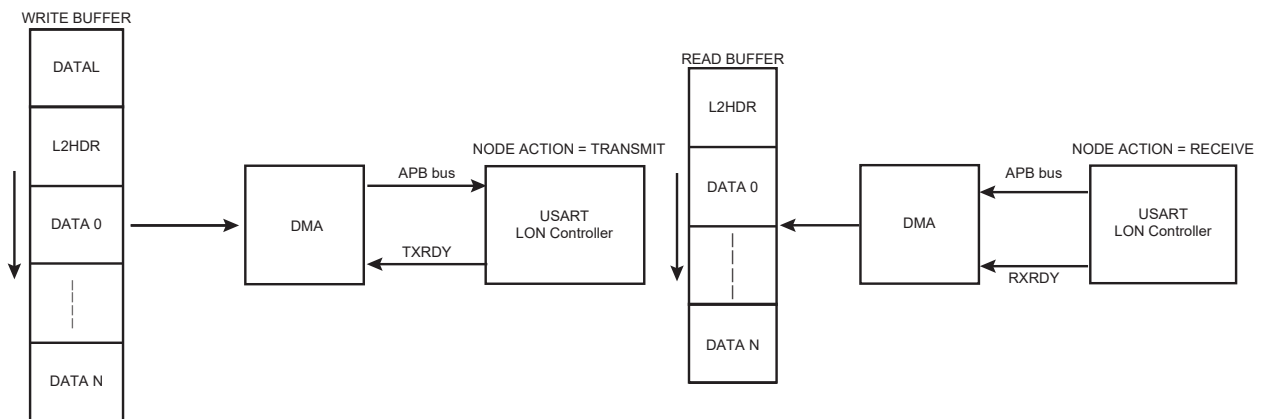 WRITE BUFFER
DATAL
L2HDR
DATA 0
DATA N
DMA
APB bus
TXRDY
NODE ACTION = TRANSMIT
USART
LON Controller
READ BUFFER
L2HDR
DATA 0
DATA N
DMA
APB bus
RXRDY
NODE ACTION = RECEIVE
USART
LON Controller